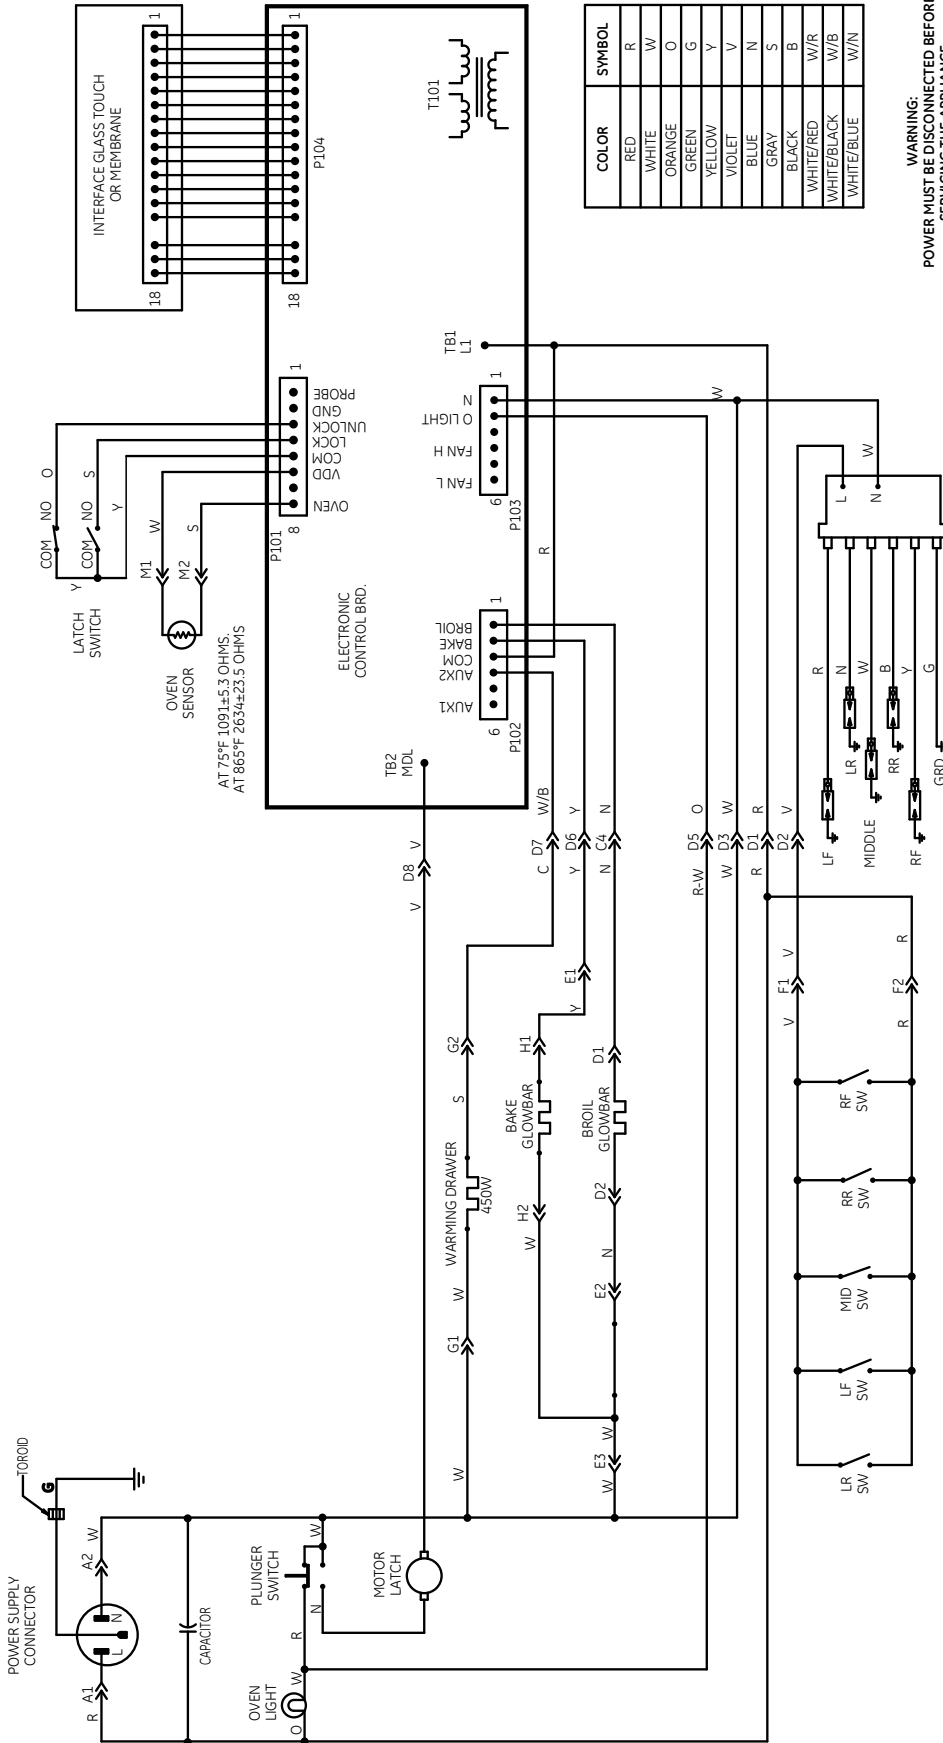 INTERFACE GLASS TOUCH
OR MEMBRANE
1
18
1
18
P104
T101
COLOR SYMBOL
RED R
WHITE W
ORANGE O
GREEN G
YELLOW Y
VIOLET V
BLUE N
GRAY S
BLACK B
WHITE/RED W/R
WHITE/BLACK W/B
WHITE/BLUE W/N
WARNING:
POWER MUST BE DISCONNECTED BEFORE
SERVICING THE APPLIANCE
LATCH
SWITCH
COM NO O
COM NO S
Y
Y
OVEN
SENSOR
M1 W
M2 S
AT 75°F 1091±5.3 OHMS.
AT 865°F 2634±23.5 OHMS
P101
8
1
OVEN
VDD
COM
LOCK
UNLOCK
GND
PROBE
ELECTRONIC
CONTROL BRD.
TB1
L1
P103
6
1
FAN L
FAN H
O LIGHT
N
R
W
P102
6
1
AUX1
AUX2
COM
BAKE
BROIL
TB2
MDL
V D8 V
C D7 W/B
Y D6 Y
N C4 N
R-W D5 O
W D3 W
R D1 R
V D2 V
L
N
W
R
N
W
B
Y
G
LF
LR
MIDDLE
RR
RF
GRD
POWER SUPPLY
CONNECTOR
TOROID
G
R A1
L
N
A2 W
CAPACITOR
PLUNGER
SWITCH
R
N
W
OVEN
LIGHT
O
W
MOTOR
LATCH
W G1 W
WARMING DRAWER
450W
S G2
W H2
BAKE
GLOWBAR
H1
Y E1
W E3 W
E2 N D2
BROIL
GLOWBAR
D1
LR
SW
LF
SW
MID
SW
RR
SW
RF
SW
V F1 V
R F2 R